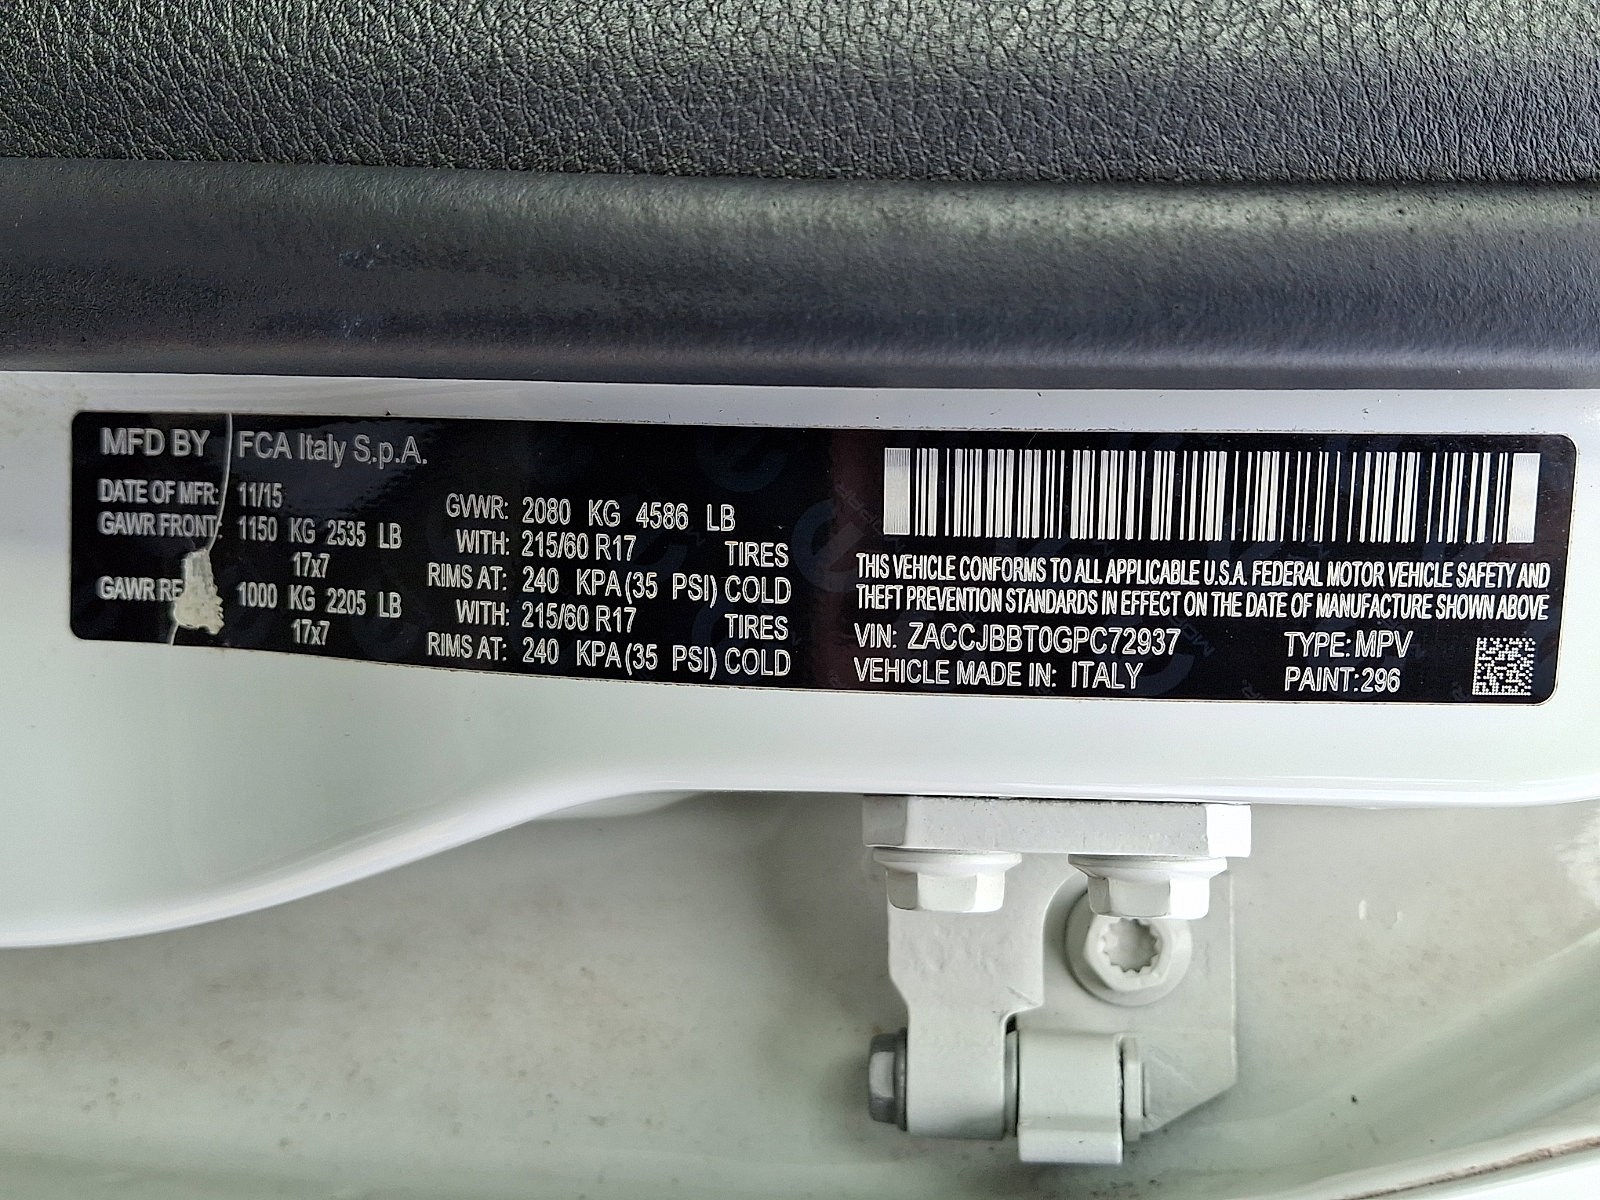 MFD BY FCA Italy S.p.A.
DATE OF MFR: 11/15
GAWR FRONT: 1150 KG 2535 LB
17x7
GAWR RE 1000 KG 2205 LB
17x7
GVWR: 2080 KG 4586 LB
WITH: 215/60 R17 TIRES
RIMS AT: 240 KPA (35 PSI) COLD
WITH: 215/60 R17 TIRES
RIMS AT: 240 KPA (35 PSI) COLD
THIS VEHICLE CONFORMS TO ALL APPLICABLE U.S.A. FEDERAL MOTOR VEHICLE SAFETY AND
THEFT PREVENTION STANDARDS IN EFFECT ON THE DATE OF MANUFACTURE SHOWN ABOVE
VIN: ZACCJBBT0GPC72937 TYPE: MPV
VEHICLE MADE IN: ITALY PAINT: 296